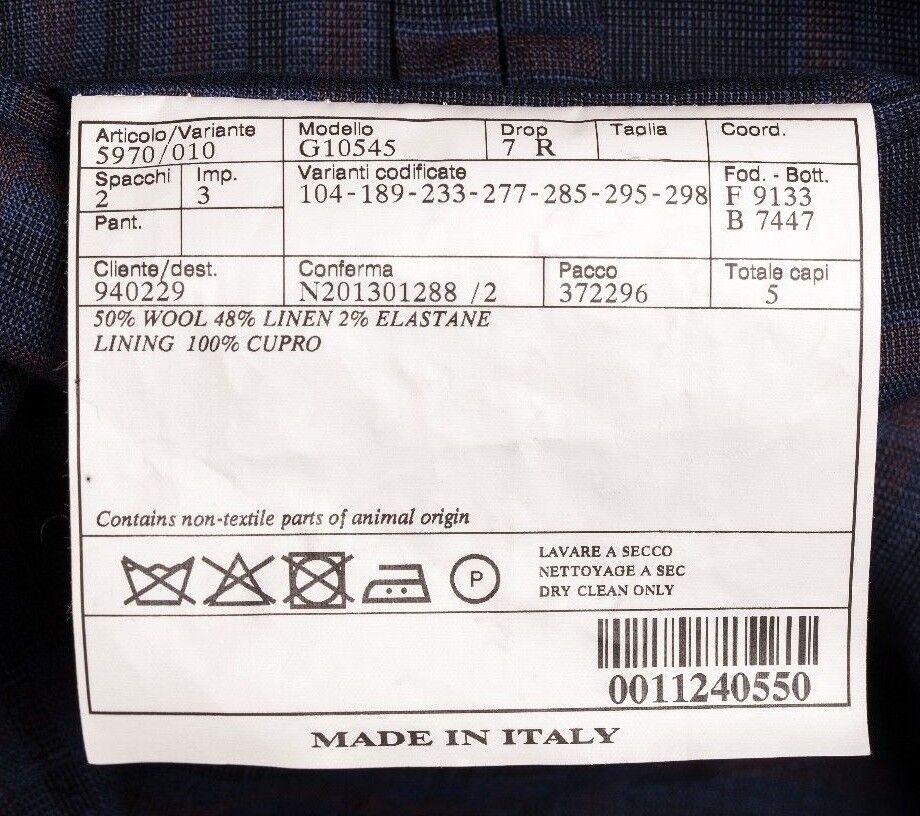 Articolo/Variante Modello Drop Taglia Coord.
5970/010 G10545 7 R
Spacchi Imp. Varianti codificate Fod. - Bott.
2 3 104-189-233-277-285-295-298 F 9133
Pant. B 7447
Cliente/dest. Conferma Pacco Totale capi
940229 N201301288 /2 372296 5
50% WOOL 48% LINEN 2% ELASTANE
LINING 100% CUPRO
Contains non-textile parts of animal origin
P
LAVARE A SECCO
NETTOYAGE A SEC
DRY CLEAN ONLY
0011240550
MADE IN ITALY